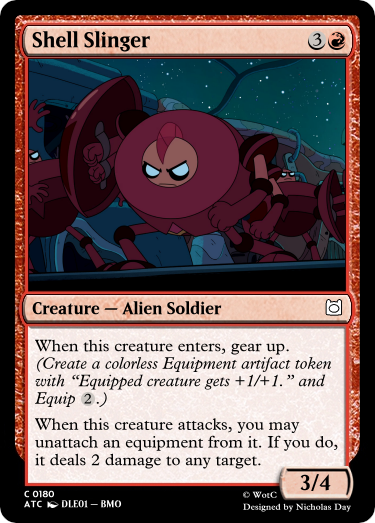 Shell Slinger 3
Creature — Alien Soldier
When this creature enters, gear up.
(Create a colorless Equipment artifact token
with “Equipped creature gets +1/+1.” and
Equip 2.)
When this creature attacks, you may
unattach an equipment from it. If you do,
it deals 2 damage to any target.
3/4
C 0180
ATC DLE01 — BMO
© WotC
Designed by Nicholas Day